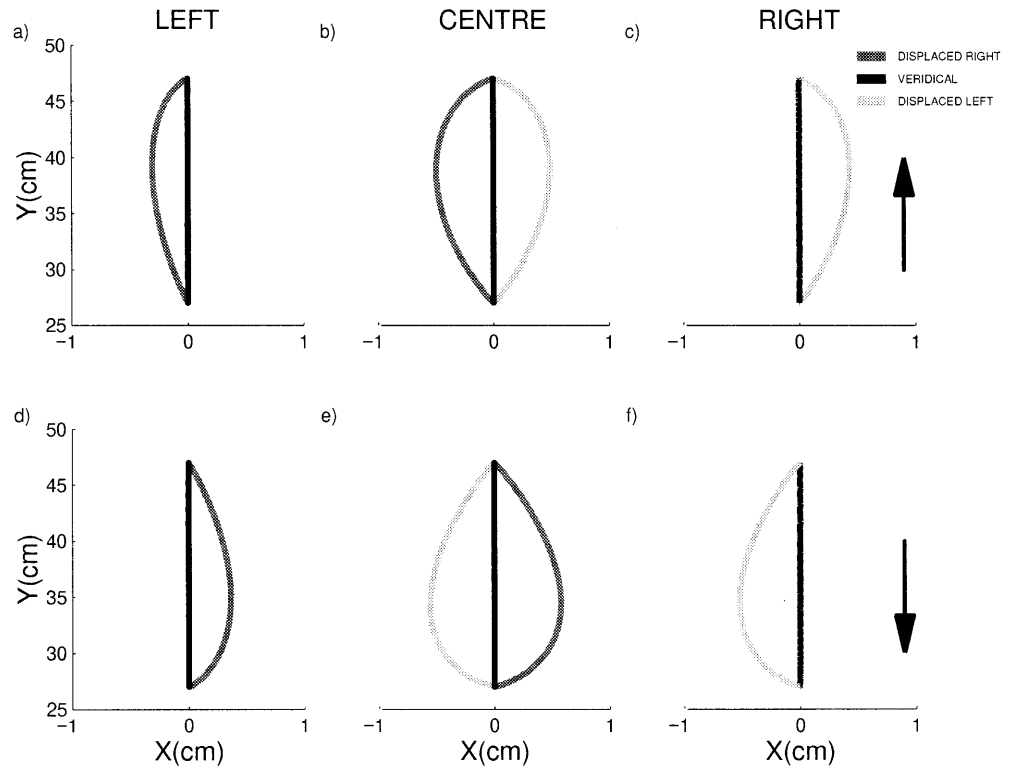 LEFT CENTRE RIGHT
a) b) c)
DISPLACED RIGHT
VERIDICAL
DISPLACED LEFT
Y(cm)
50
45
40
35
30
25
−1 0 1 −1 0 1 −1 0 1
d) e) f)
Y(cm)
50
45
40
35
30
25
−1 0 1 −1 0 1 −1 0 1
X(cm) X(cm) X(cm)